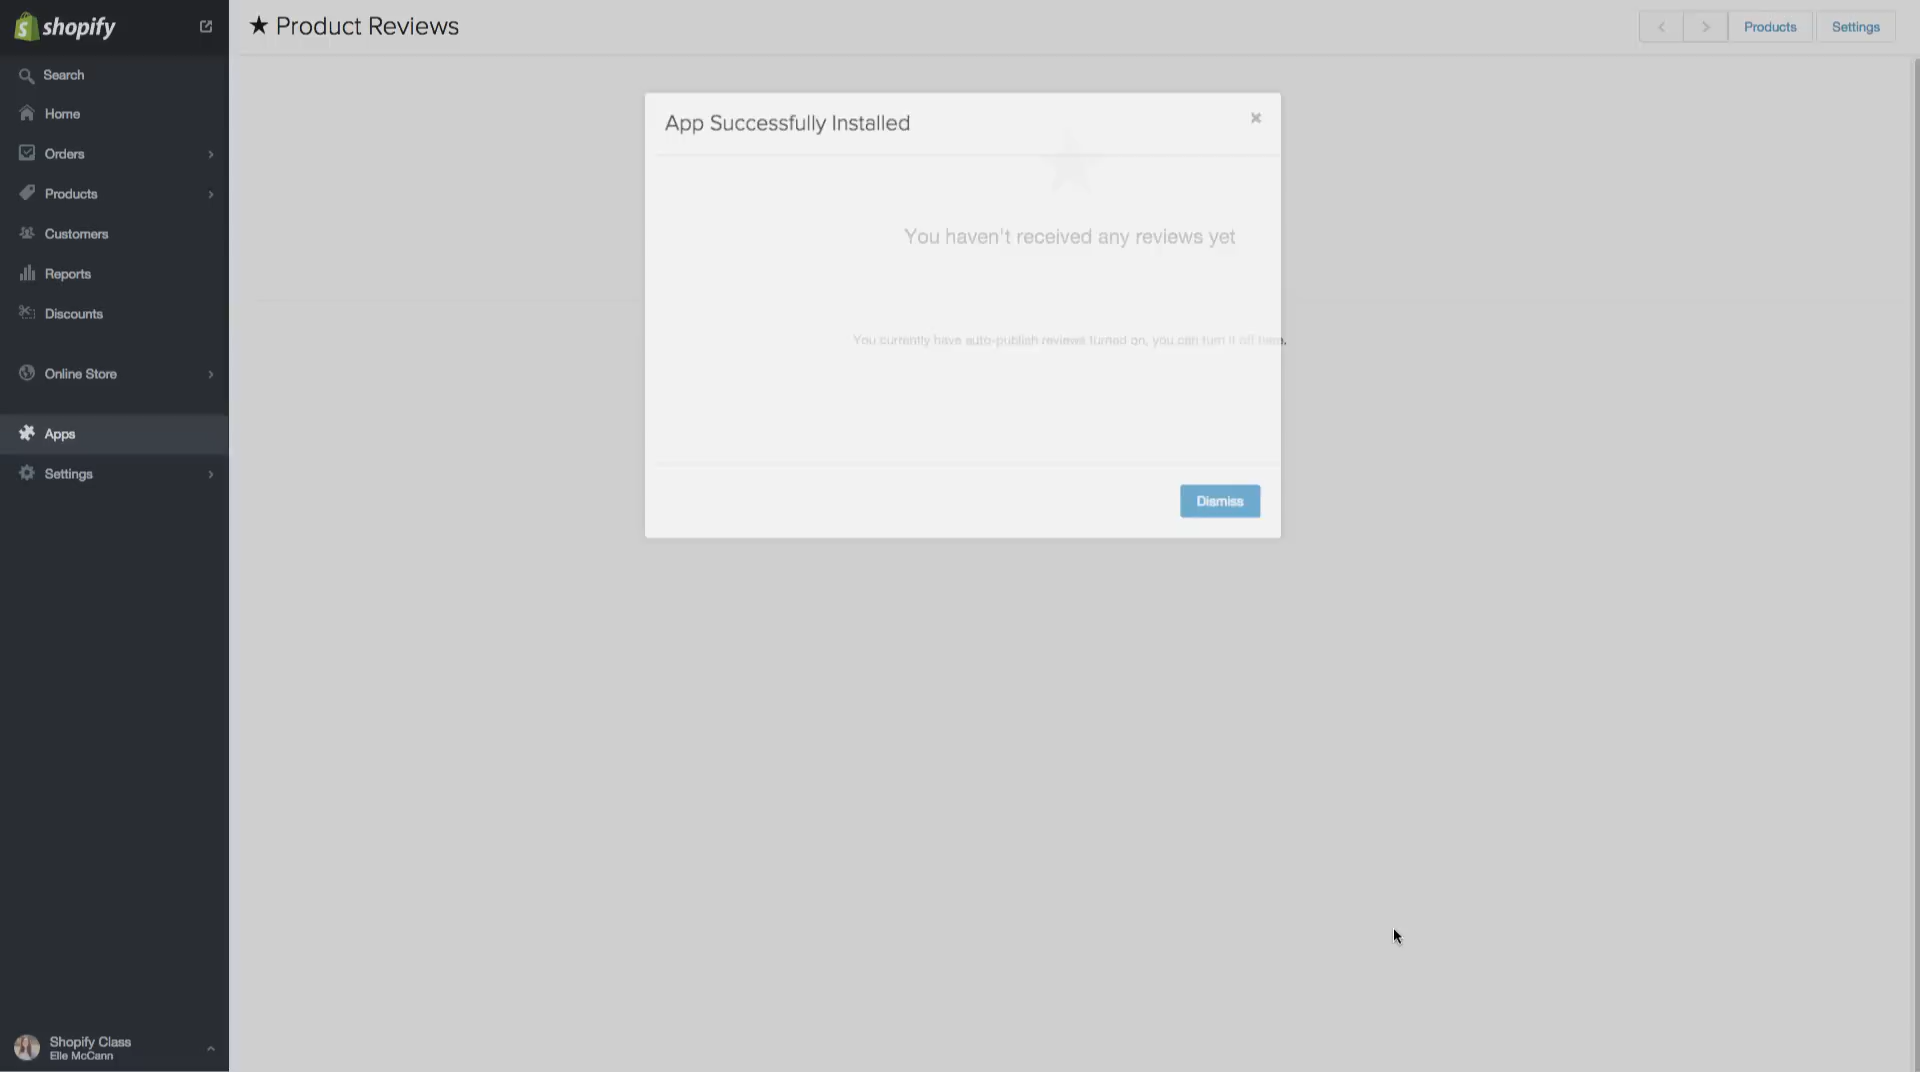 shopify
★ Product Reviews
Products
Settings
Search
Home
Orders
Products
Customers
Reports
Discounts
Online Store
Apps
Settings
App Successfully Installed
×
You haven't received any reviews yet
You currently have auto-publish reviews turned on, you can turn it off here.
Dismiss
Shopify Class
Elle McCann